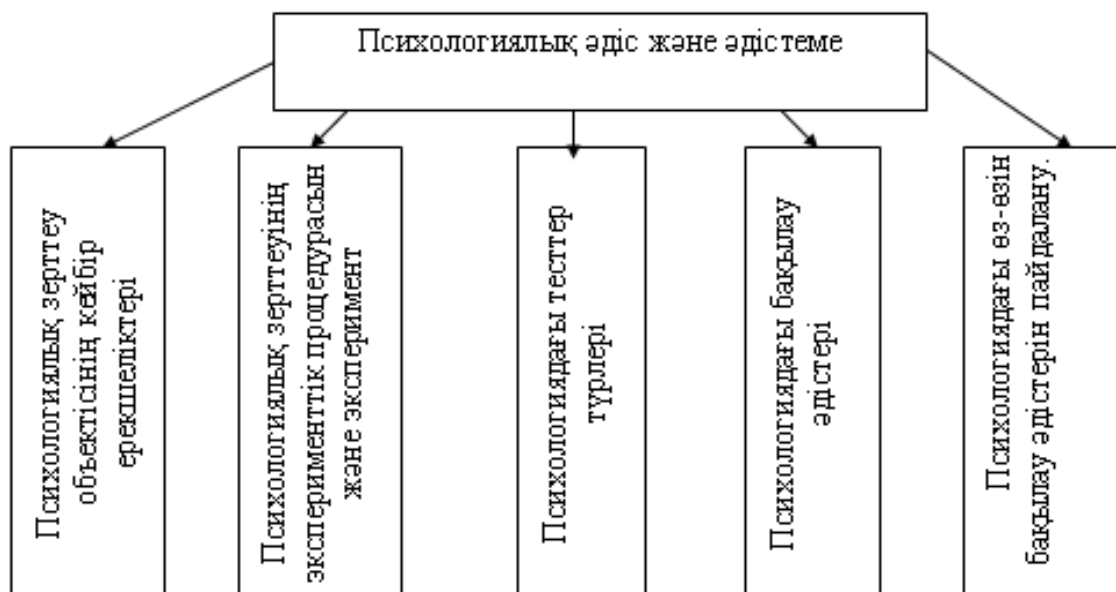 Психологиялық әдіс және әдістеме
Психологиялық зерттеу
объектісінің кейбір
ерекшеліктері
Психологиялық зерттеуінің
эксперименттік процедурасын
және эксперимент
Психологиядағы тесттер
түрлері
Психологиядағы бақылау
әдістері
Психологиядағы өз-өзін
бақылау әдістерін пайдалану.